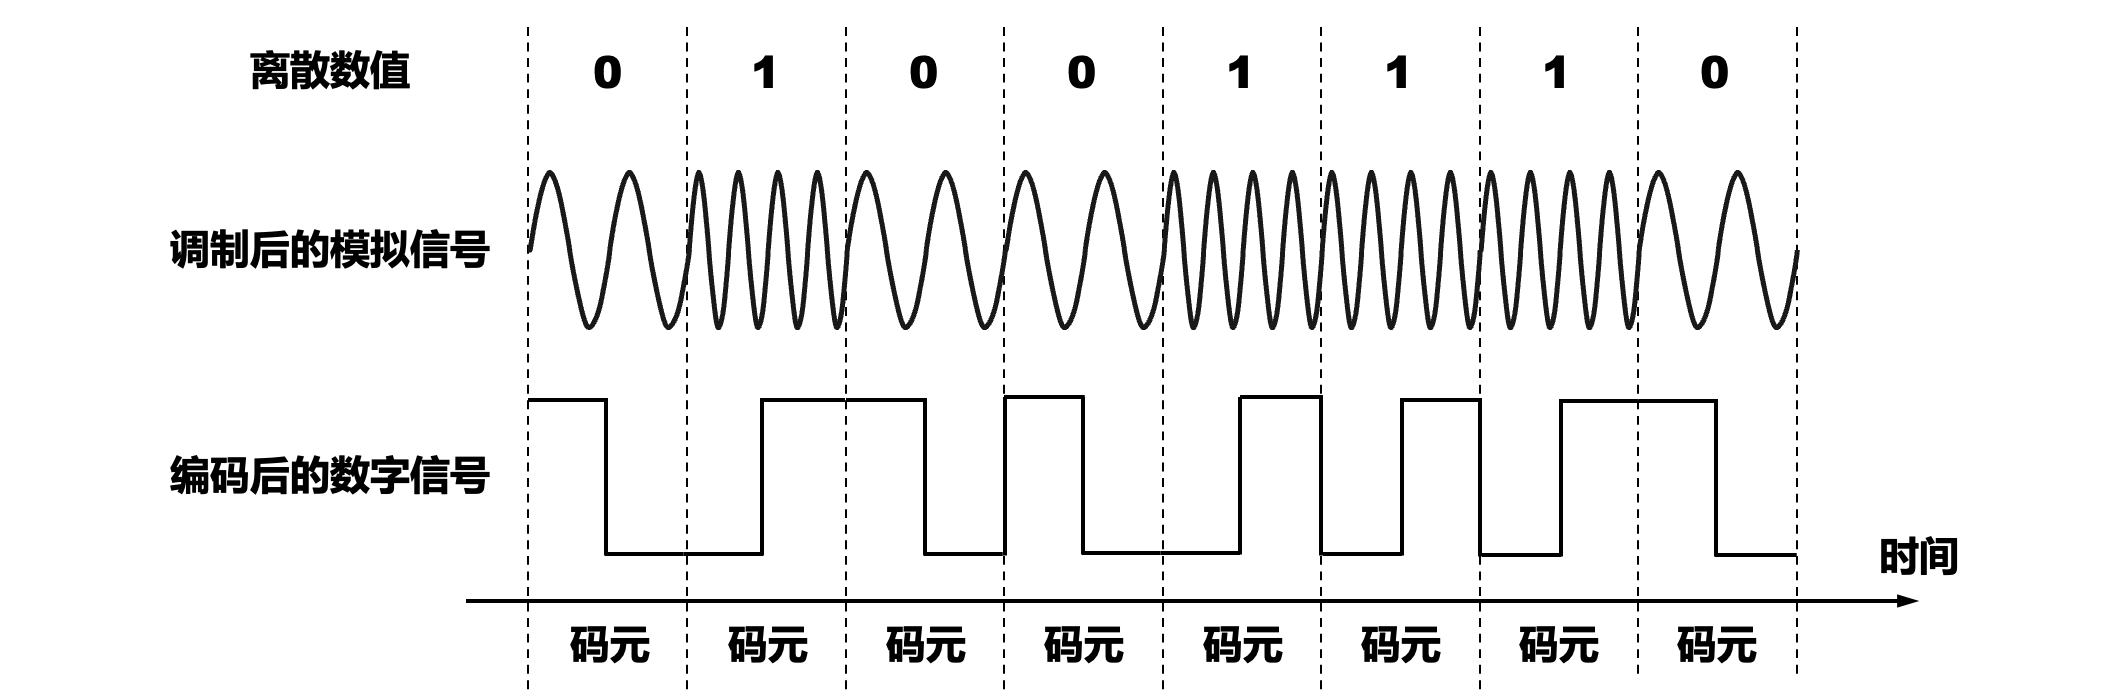 离散数值 0 1 0 0 1 1 1 0
调制后的模拟信号
编码后的数字信号
时间
码元 码元 码元 码元 码元 码元 码元 码元